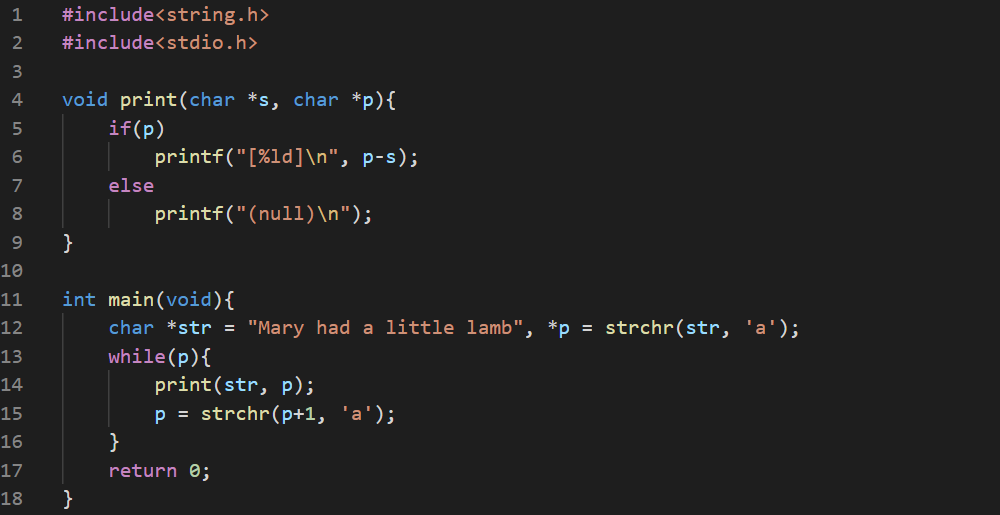 1 #include<string.h>
2 #include<stdio.h>
3
4 void print(char *s, char *p){
5     if(p)
6         printf("[%ld]\n", p-s);
7     else
8         printf("(null)\n");
9 }
10
11 int main(void){
12     char *str = "Mary had a little lamb", *p = strchr(str, 'a');
13     while(p){
14         print(str, p);
15         p = strchr(p+1, 'a');
16     }
17     return 0;
18 }